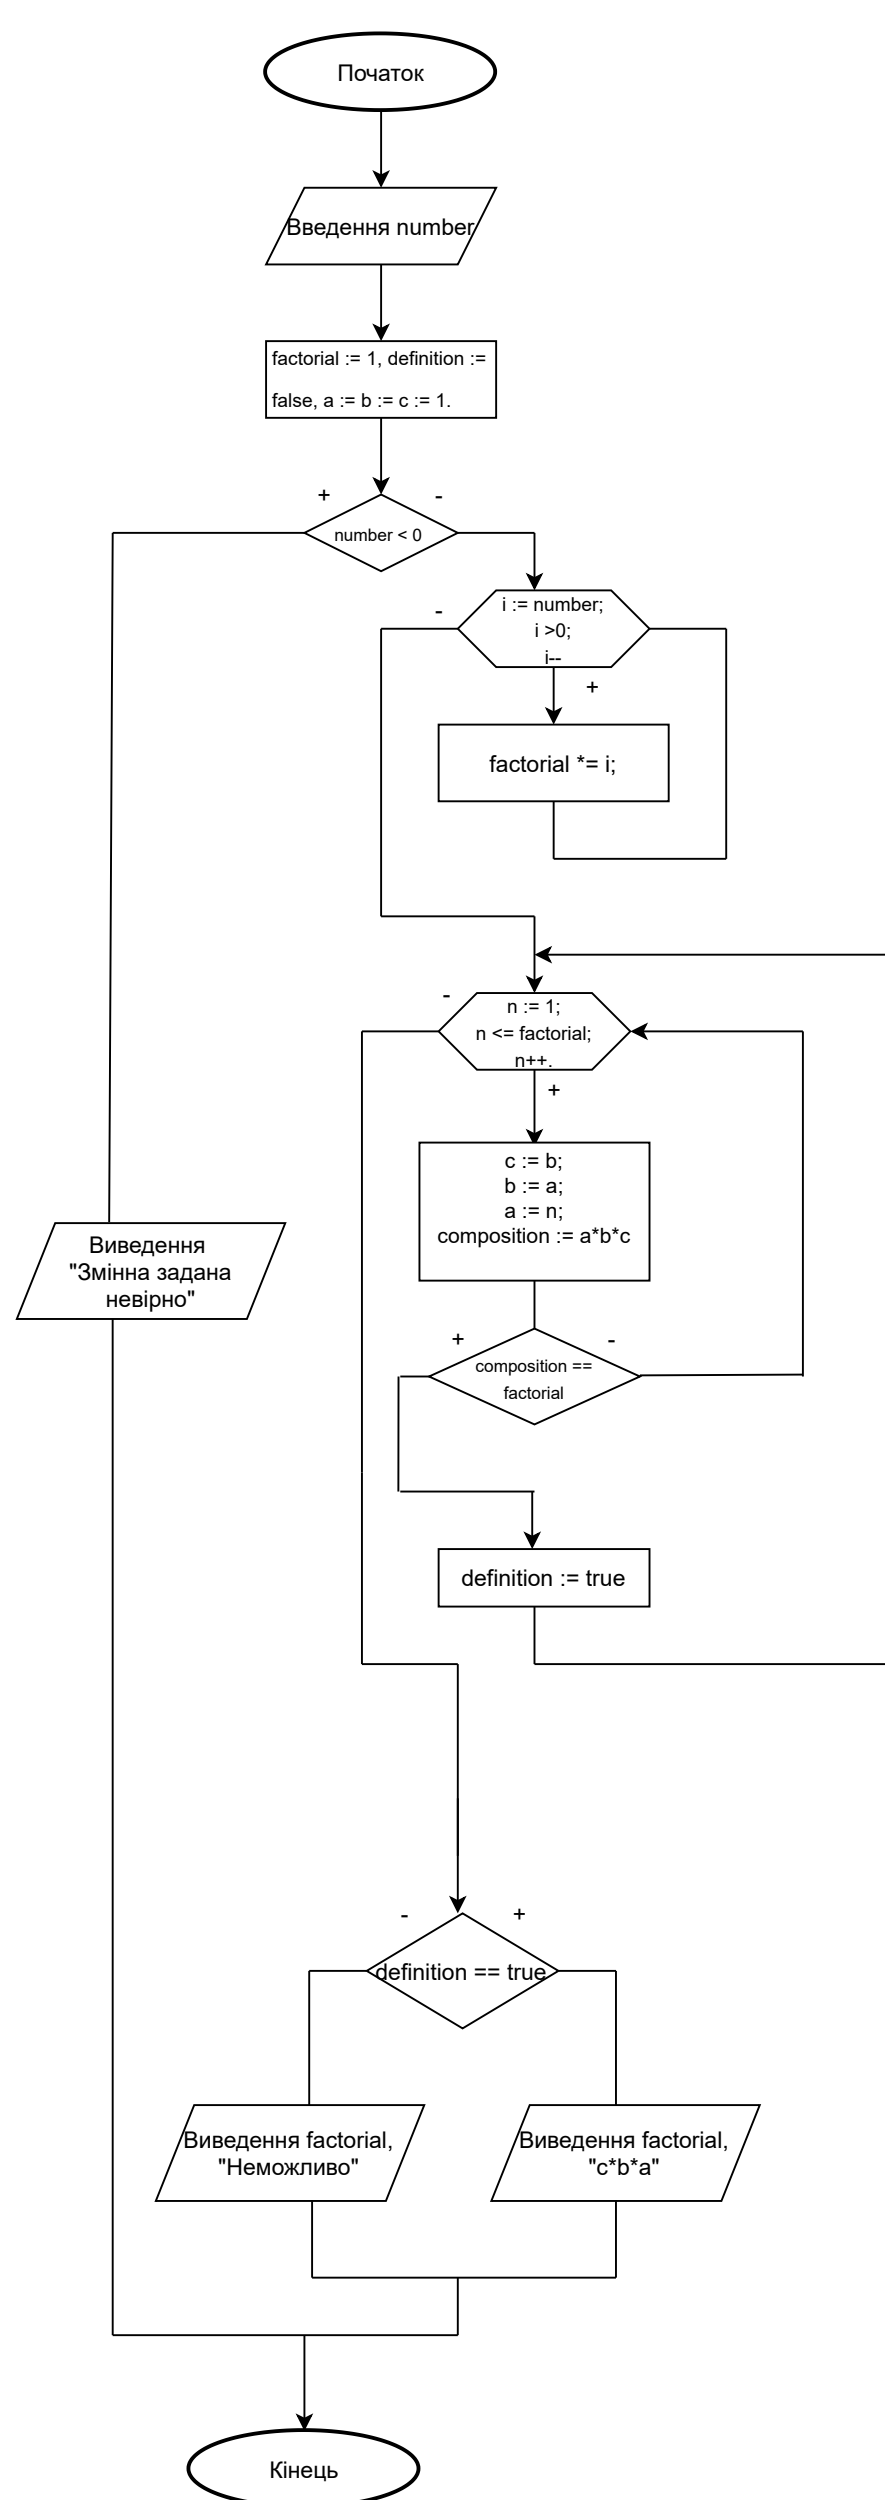 Початок
Введення number
factorial := 1, definition :=
false, a := b := c := 1.
+
-
number < 0
i := number;
i >0;
i--
-
+
factorial *= i;
-
n := 1;
n <= factorial;
n++.
+
c := b;
b := a;
a := n;
composition := a*b*c
Виведення
"Змінна задана
невірно"
+
-
composition ==
factorial
definition := true
-
+
definition == true
Виведення factorial,
"Неможливо"
Виведення factorial,
"c*b*a"
Кінець